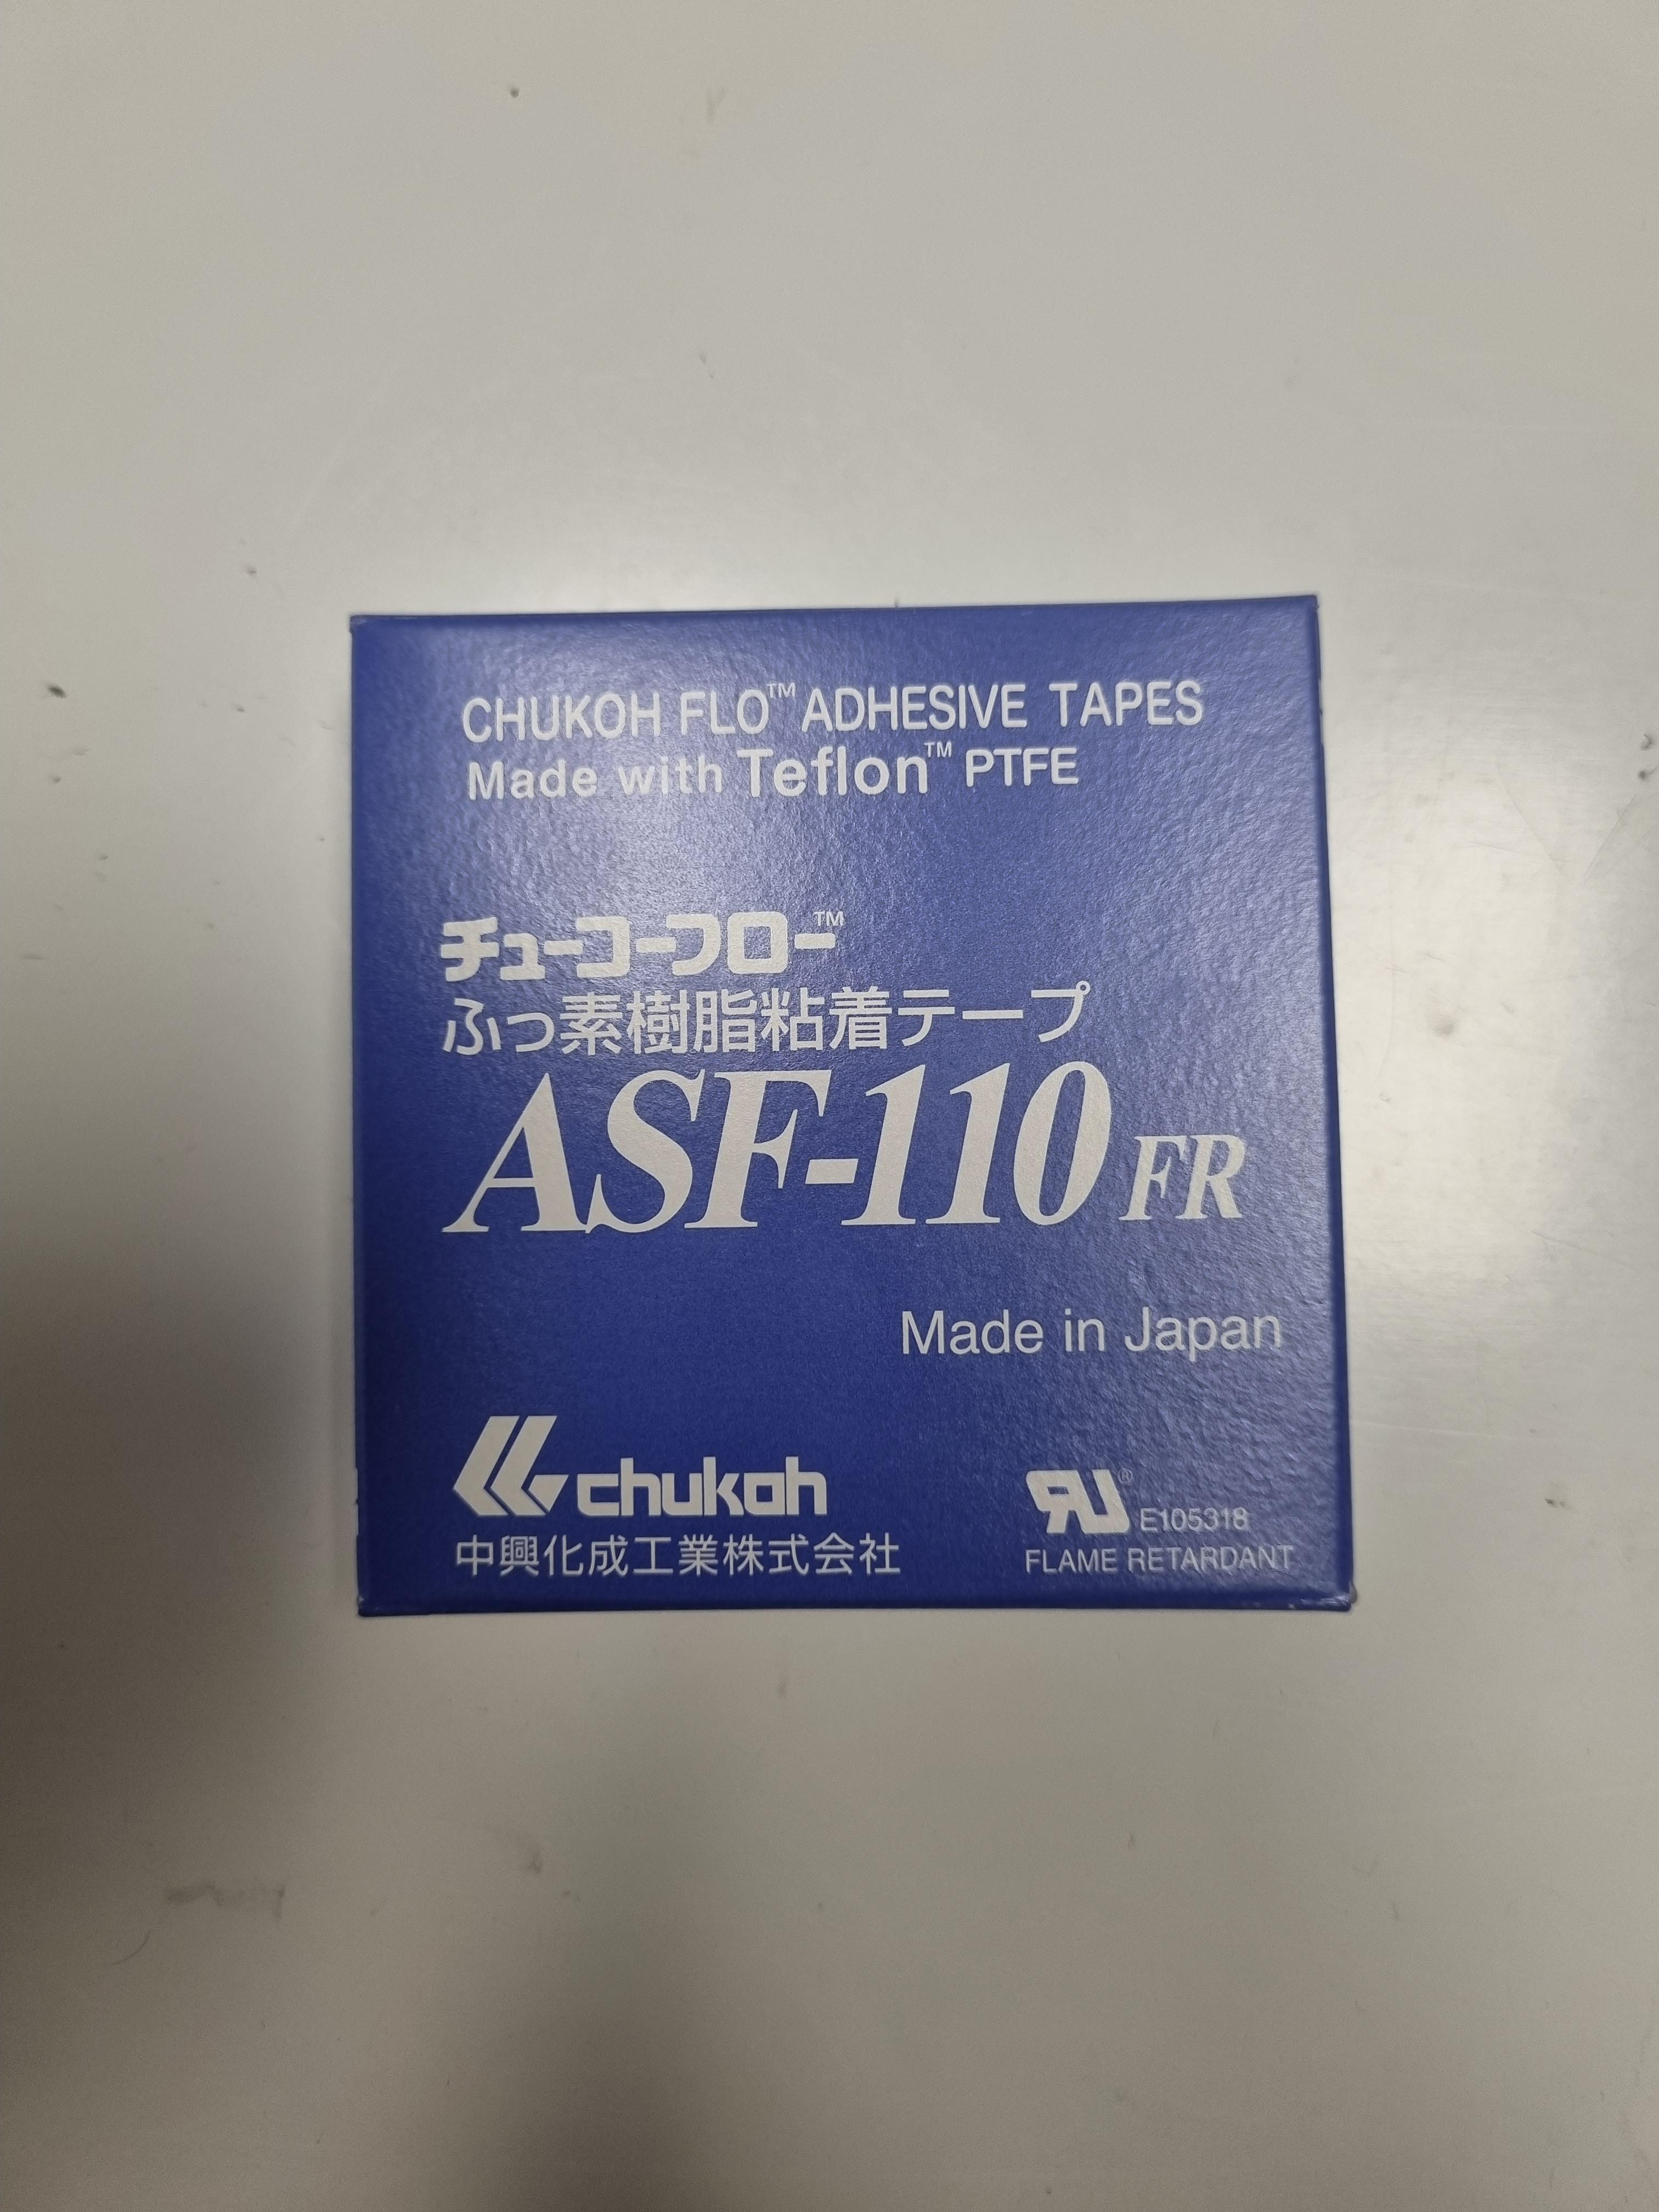 CHUKOH FLO™ ADHESIVE TAPES
Made with Teflon™ PTFE
チューコーフロー™
ふっ素樹脂粘着テープ
ASF-110 FR
Made in Japan
chukoh
中興化成工業株式会社
RU® E105318
FLAME RETARDANT